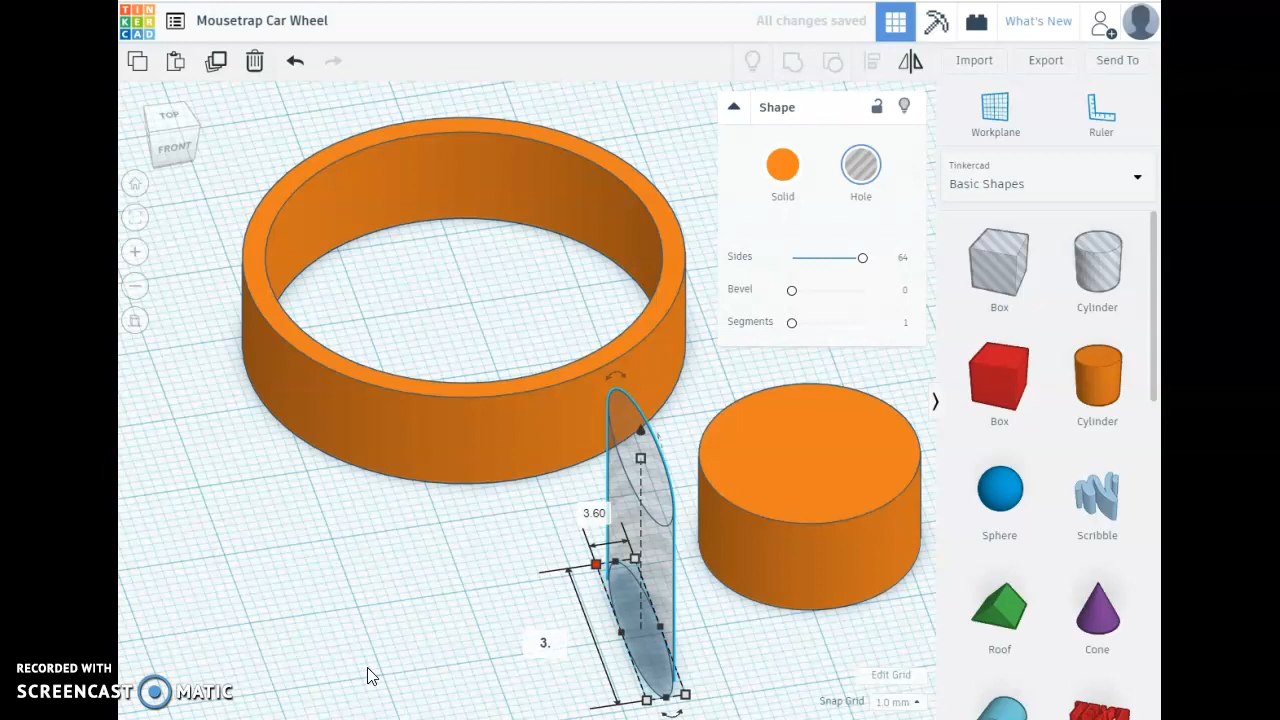 TIN
KER
CAD
Mousetrap Car Wheel
All changes saved
What's New
Import
Export
Send To
TOP
FRONT
Shape
Solid
Hole
Sides
64
Bevel
0
Segments
1
Workplane
Ruler
Tinkercad
Basic Shapes
Box
Cylinder
Box
Cylinder
Sphere
Scribble
Roof
Cone
3.60
3.
Edit Grid
Snap Grid
1.0 mm
RECORDED WITH
SCREENCAST MATIC